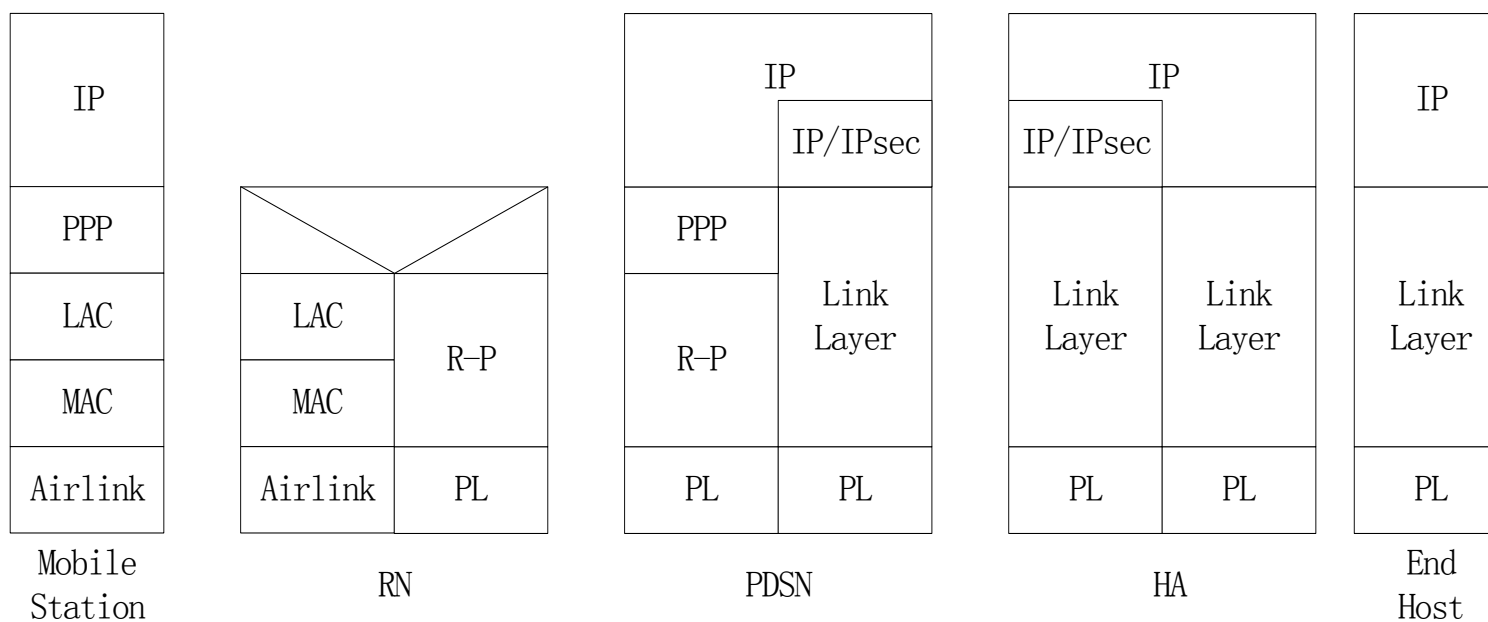 IP
PPP
LAC
MAC
Airlink
Mobile
Station
LAC
MAC
Airlink
R-P
PL
RN
IP
IP/IPsec
PPP
R-P
PL
Link
Layer
PL
PDSN
IP
IP/IPsec
Link
Layer
PL
Link
Layer
PL
HA
IP
Link
Layer
PL
End
Host